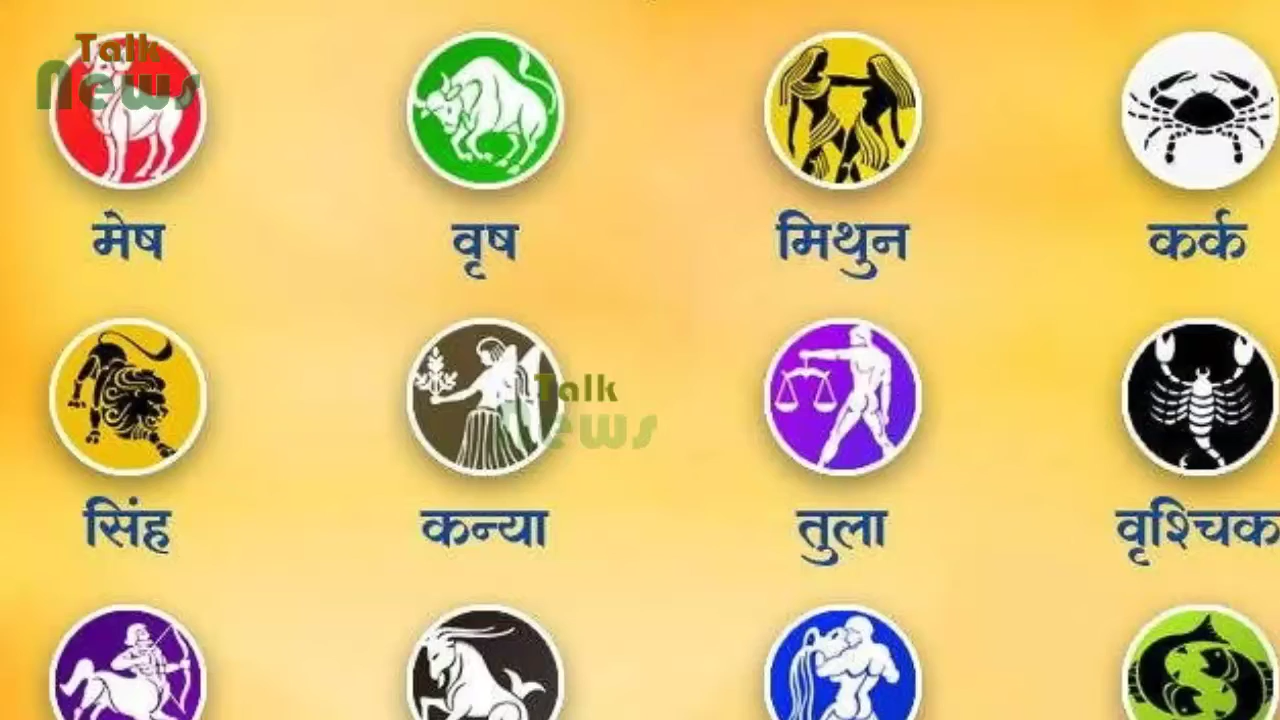 Talk
News
मेष
वृष
मिथुन
कर्क
सिंह
कन्या
तुला
वृश्चिक
Talk
News